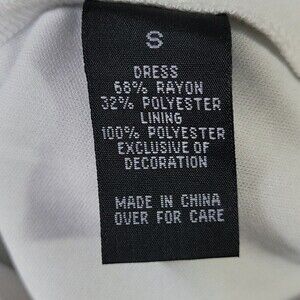 S
DRESS
68% RAYON
32% POLYESTER
LINING
100% POLYESTER
EXCLUSIVE OF
DECORATION
MADE IN CHINA
OVER FOR CARE